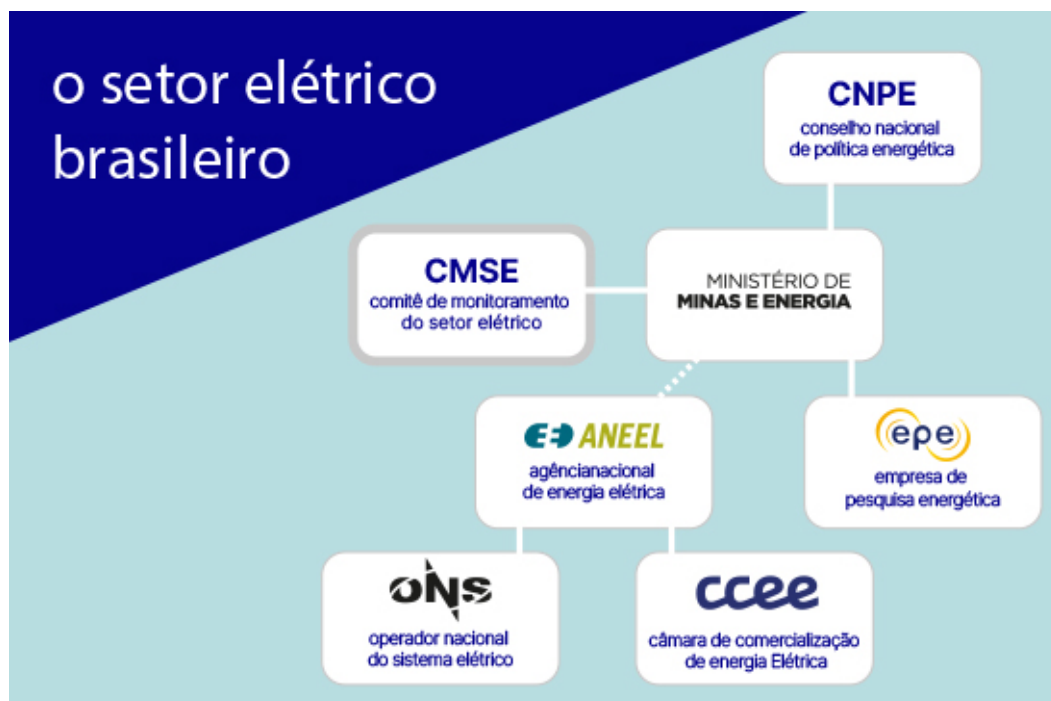 o setor elétrico
brasileiro
CNPE
conselho nacional
de política energética
CMSE
comitê de monitoramento
do setor elétrico
MINISTÉRIO DE
MINAS E ENERGIA
ANEEL
agêncianacional
de energia elétrica
epe
empresa de
pesquisa energética
ONS
operador nacional
do sistema elétrico
ccee
câmara de comercialização
de energia Elétrica